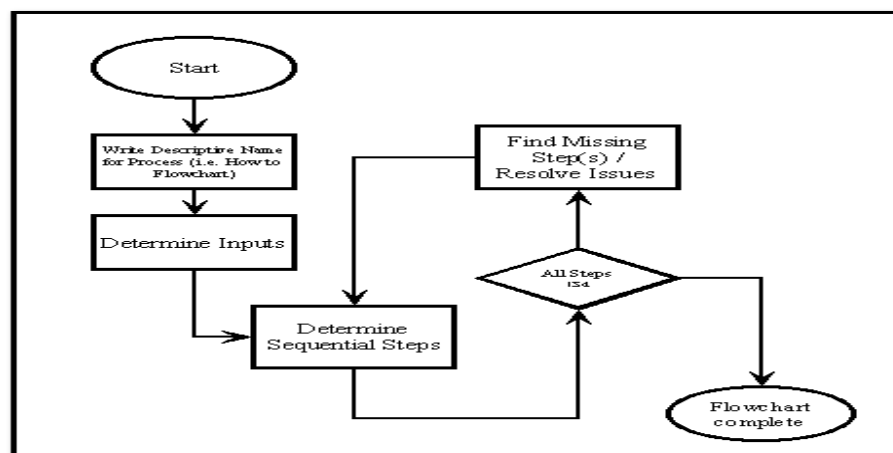 Start
Write Descriptive Name
for Process (i.e. How to
Flowchart)
Determine Inputs
Determine
Sequential Steps
Find Missing
Step(s) /
Resolve Issues
All Steps
Flowchart
complete